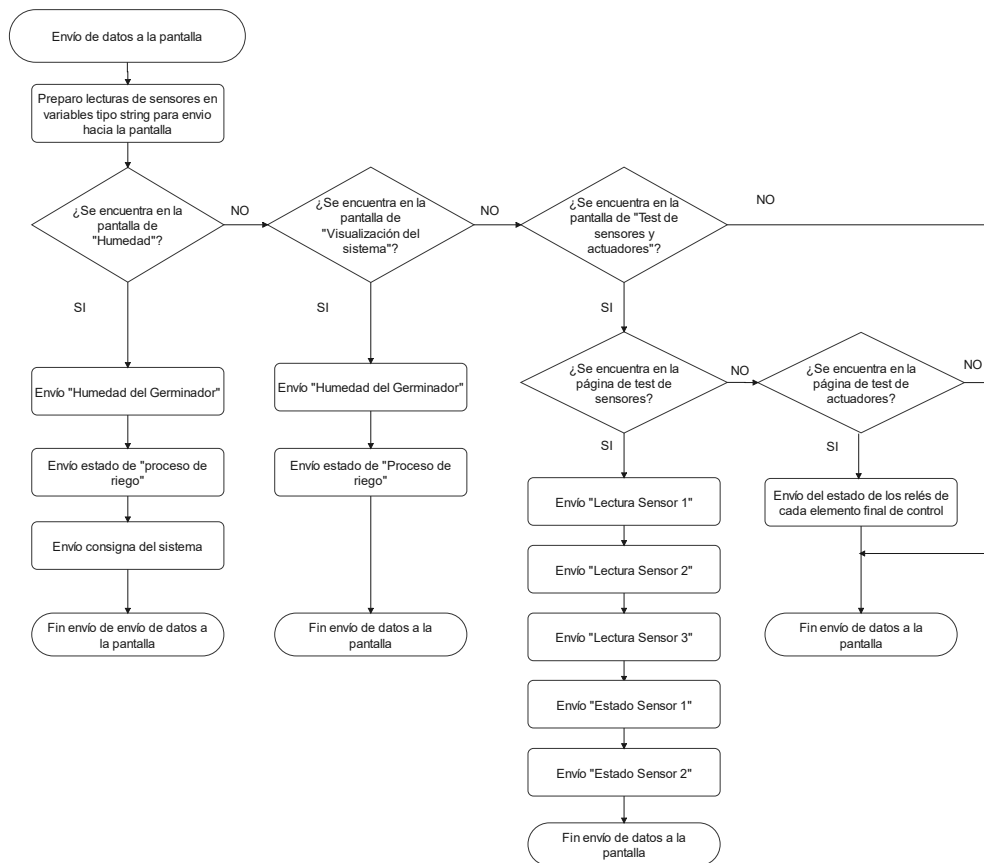 Envío de datos a la pantalla
Preparo lecturas de sensores en
variables tipo string para envio
hacia la pantalla
¿Se encuentra en la
pantalla de
"Humedad"?
NO
¿Se encuentra en la
pantalla de
"Visualización del
sistema"?
NO
¿Se encuentra en la
pantalla de "Test de
sensores y
actuadores"?
NO
SI
SI
SI
Envío "Humedad del Germinador"
Envío estado de "proceso de
riego"
Envío consigna del sistema
Fin envío de envío de datos a
la pantalla
Envío "Humedad del Germinador"
Envío estado de "Proceso de
riego"
Fin envío de datos a la
pantalla
¿Se encuentra en la
página de test de
sensores?
NO
¿Se encuentra en la
página de test de
actuadores?
NO
SI
SI
Envío "Lectura Sensor 1"
Envío "Lectura Sensor 2"
Envío "Lectura Sensor 3"
Envío "Estado Sensor 1"
Envío "Estado Sensor 2"
Fin envío de datos a la
pantalla
Envío del estado de los relés de
cada elemento final de control
Fin envío de datos a la
pantalla